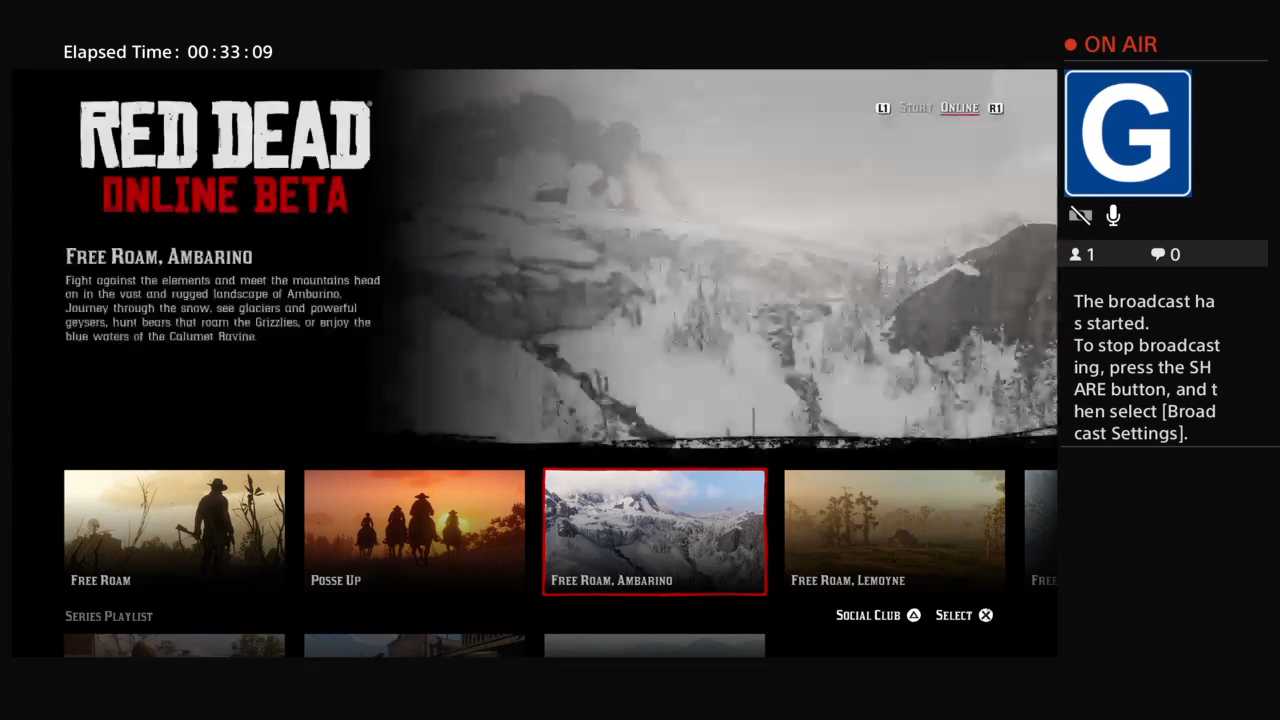 Elapsed Time: 00:33:09
ON AIR
RED DEAD
ONLINE BETA
L1 STORY ONLINE R1
G
1 0
FREE ROAM, AMBARINO
Fight against the elements and meet the mountains head
on in the vast and rugged landscape of Ambarino.
Journey through the snow, see glaciers and powerful
geysers, hunt bears that roam the Grizzlies, or enjoy the
blue waters of the Calumet Ravine.
The broadcast ha
s started.
To stop broadcast
ing, press the SH
ARE button, and t
hen select [Broad
cast Settings].
FREE ROAM
POSSE UP
FREE ROAM, AMBARINO
FREE ROAM, LEMOYNE
FREE
SERIES PLAYLIST
SOCIAL CLUB SELECT